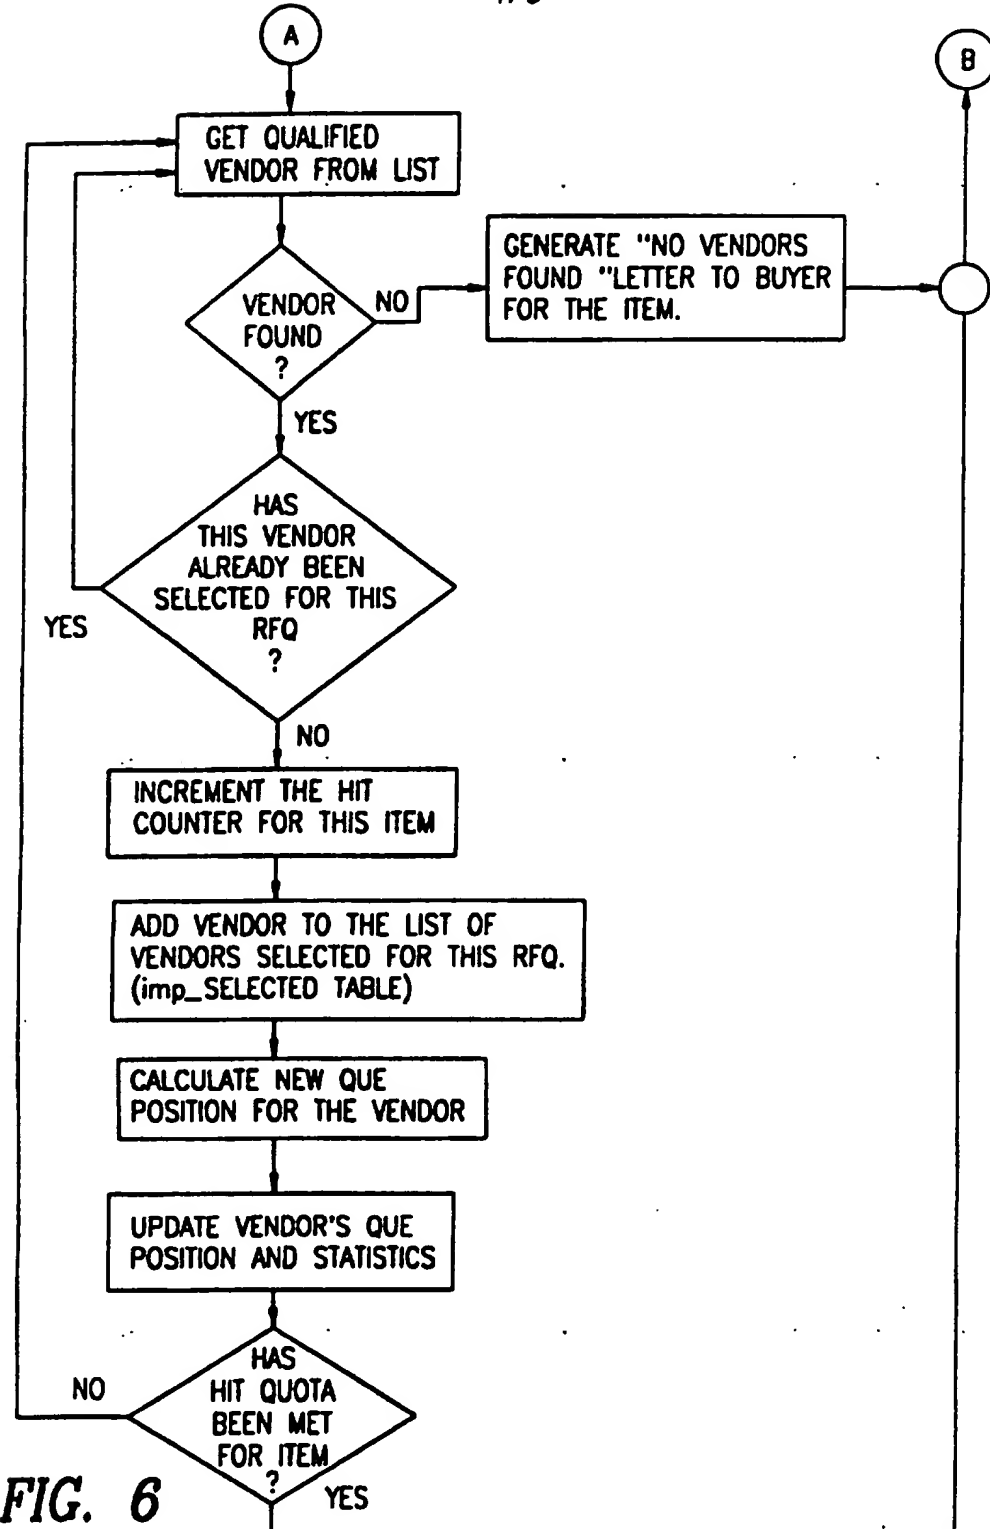 A
B
GET QUALIFIED
VENDOR FROM LIST
GENERATE "NO VENDORS
FOUND "LETTER TO BUYER
FOR THE ITEM.
VENDOR
FOUND
?
NO
YES
HAS
THIS VENDOR
ALREADY BEEN
SELECTED FOR THIS
RFQ
?
YES
NO
INCREMENT THE HIT
COUNTER FOR THIS ITEM
ADD VENDOR TO THE LIST OF
VENDORS SELECTED FOR THIS RFQ.
(imp_SELECTED TABLE)
CALCULATE NEW QUE
POSITION FOR THE VENDOR
UPDATE VENDOR'S QUE
POSITION AND STATISTICS
HAS
HIT QUOTA
BEEN MET
FOR ITEM
?
NO
YES
FIG. 6